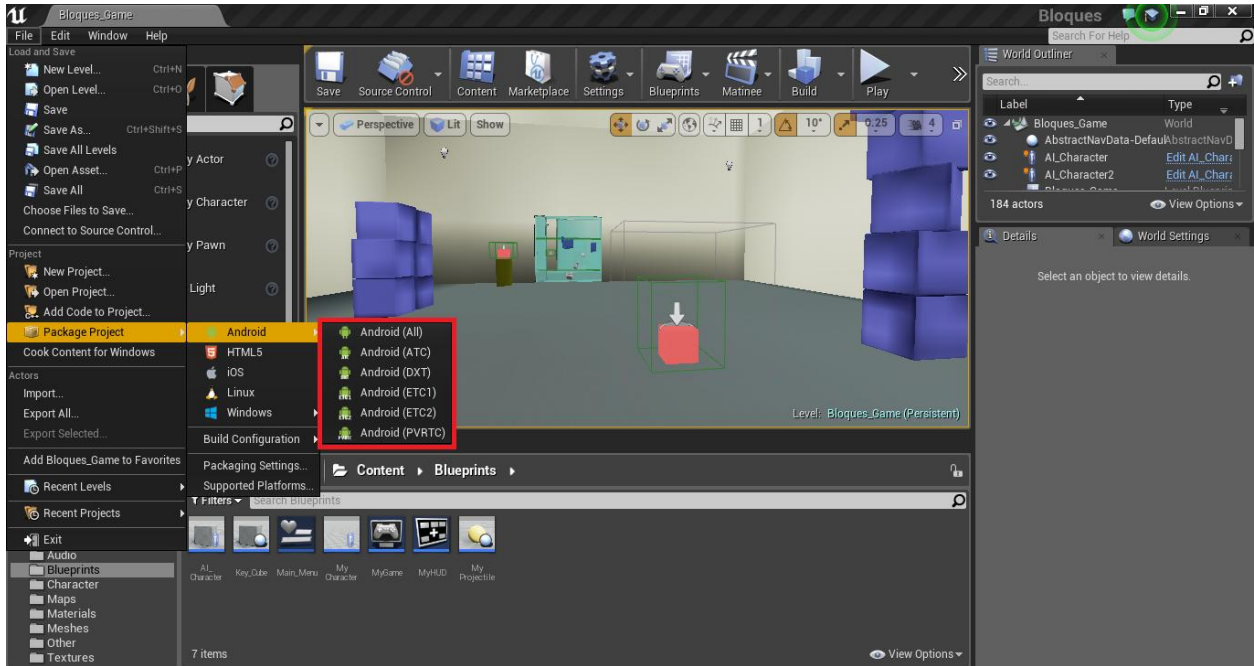 Bloques_Game
Bloques
File Edit Window Help
Search For Help
Load and Save
New Level... Ctrl+N
Open Level... Ctrl+O
Save
Save As... Ctrl+Shift+S
Save All Levels
Open Asset... Ctrl+P
Save All Ctrl+S
Choose Files to Save...
Connect to Source Control...
Project
New Project...
Open Project...
Add Code to Project...
Package Project
Cook Content for Windows
Actors
Import...
Export All...
Export Selected...
Add Bloques_Game to Favorites
Recent Levels
Recent Projects
Exit
Android
HTML5
iOS
Linux
Windows
Build Configuration
Packaging Settings...
Supported Platforms...
Android (All)
Android (ATC)
Android (DXT)
Android (ETC1)
Android (ETC2)
Android (PVRTC)
y Actor
y Character
y Pawn
Light
Save Source Control Content Marketplace Settings Blueprints Matinee Build Play
Perspective Lit Show 1 10° 0.25 4
Level: Bloques_Game (Persistent)
World Outliner
Search...
Label Type
Bloques_Game World
AbstractNavData-Defaul AbstractNavD
AI_Character Edit AI_Chara
AI_Character2 Edit AI_Chara
184 actors View Options
Details World Settings
Select an object to view details.
Content Blueprints
Filters Search Blueprints
Audio
Blueprints
Character
Maps
Materials
Meshes
Other
Textures
AI_
Character
Key_Cube
Main_Menu
My
Character
MyGame
MyHUD
My
Projectile
7 items View Options